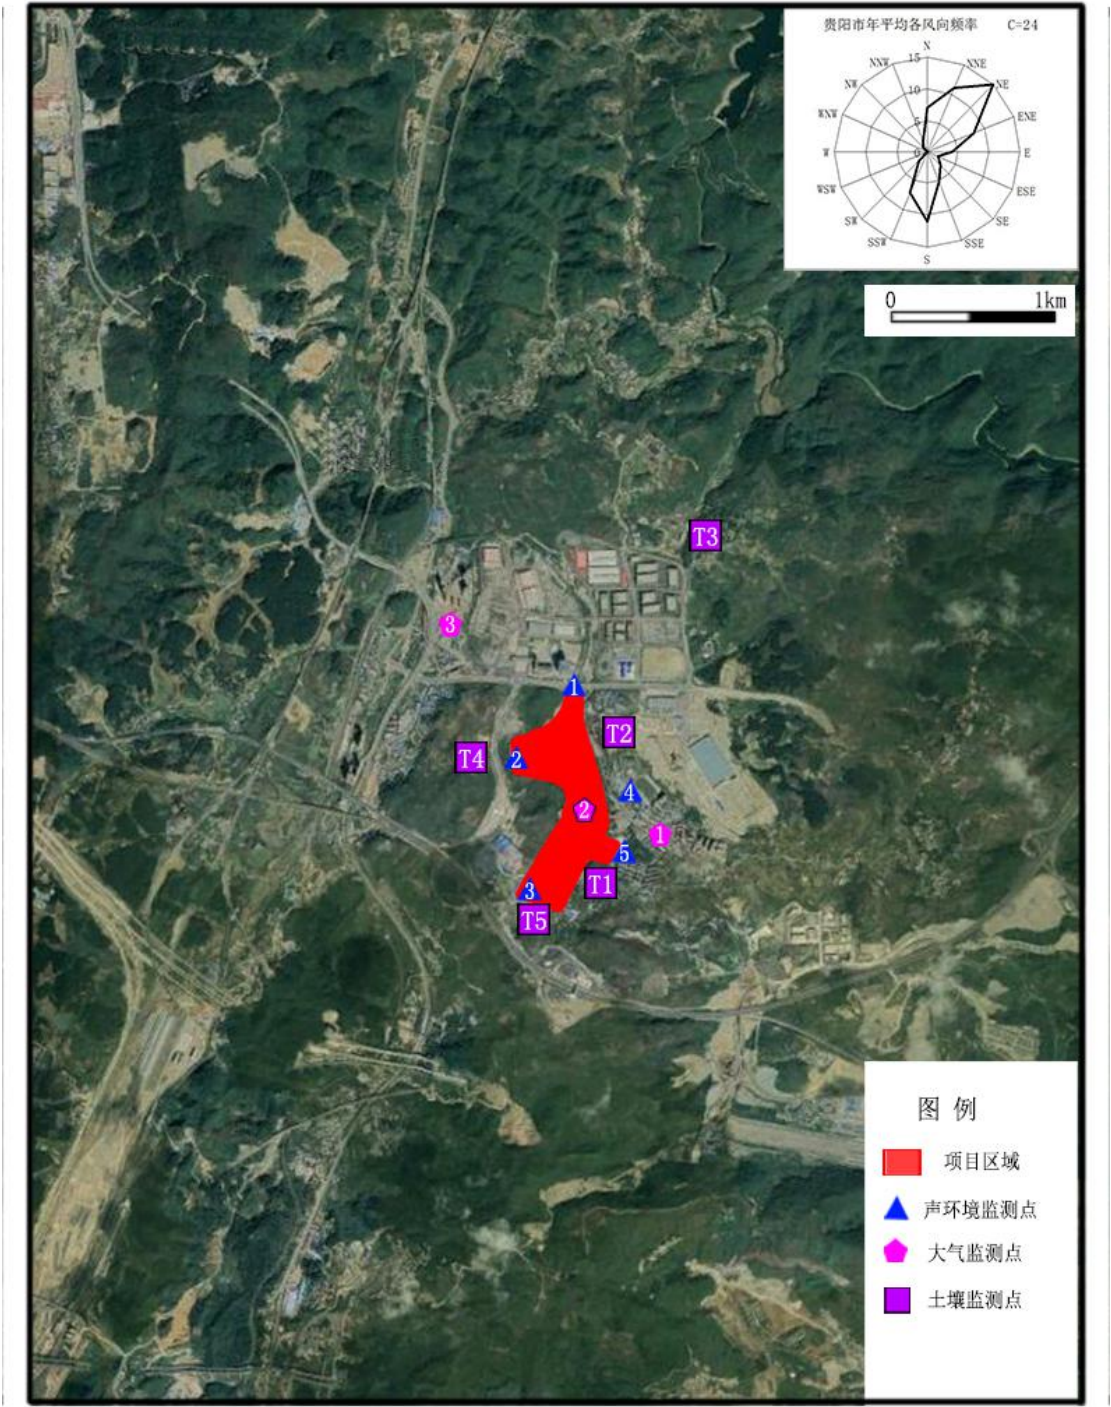 贵阳市年平均各风向频率 C=24
N
15
NNW NNE
NW 10 NE
WNW 5 ENE
W 0 E
WSW ESE
SW SE
SSW SSE
S
0 1km
T3
3
1
T2
T4 2
4
2
1
5
3 T1
T5
图例
项目区域
声环境监测点
大气监测点
土壤监测点